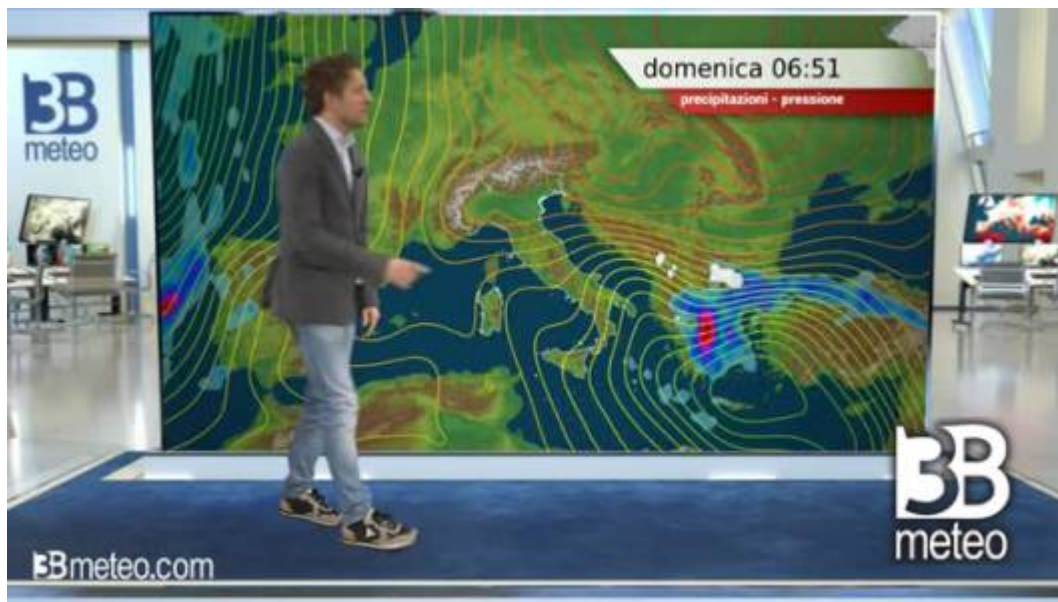 3B
meteo
domenica 06:51
precipitazioni - pressione
3B
meteo
3Bmeteo.com